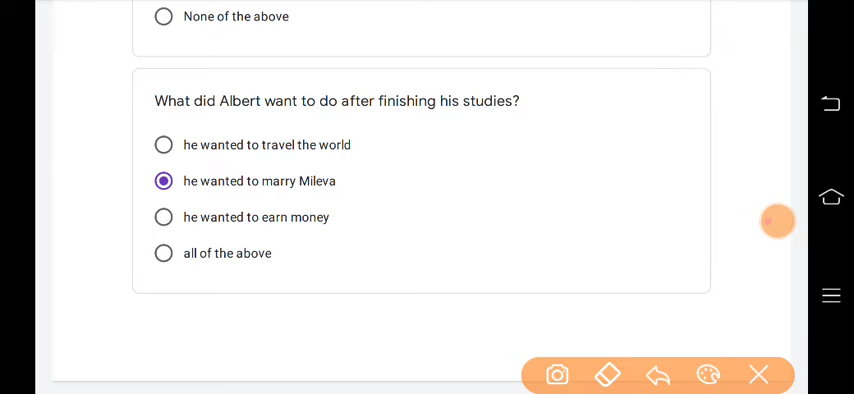 None of the above
What did Albert want to do after finishing his studies?
he wanted to travel the world
he wanted to marry Mileva
he wanted to earn money
all of the above